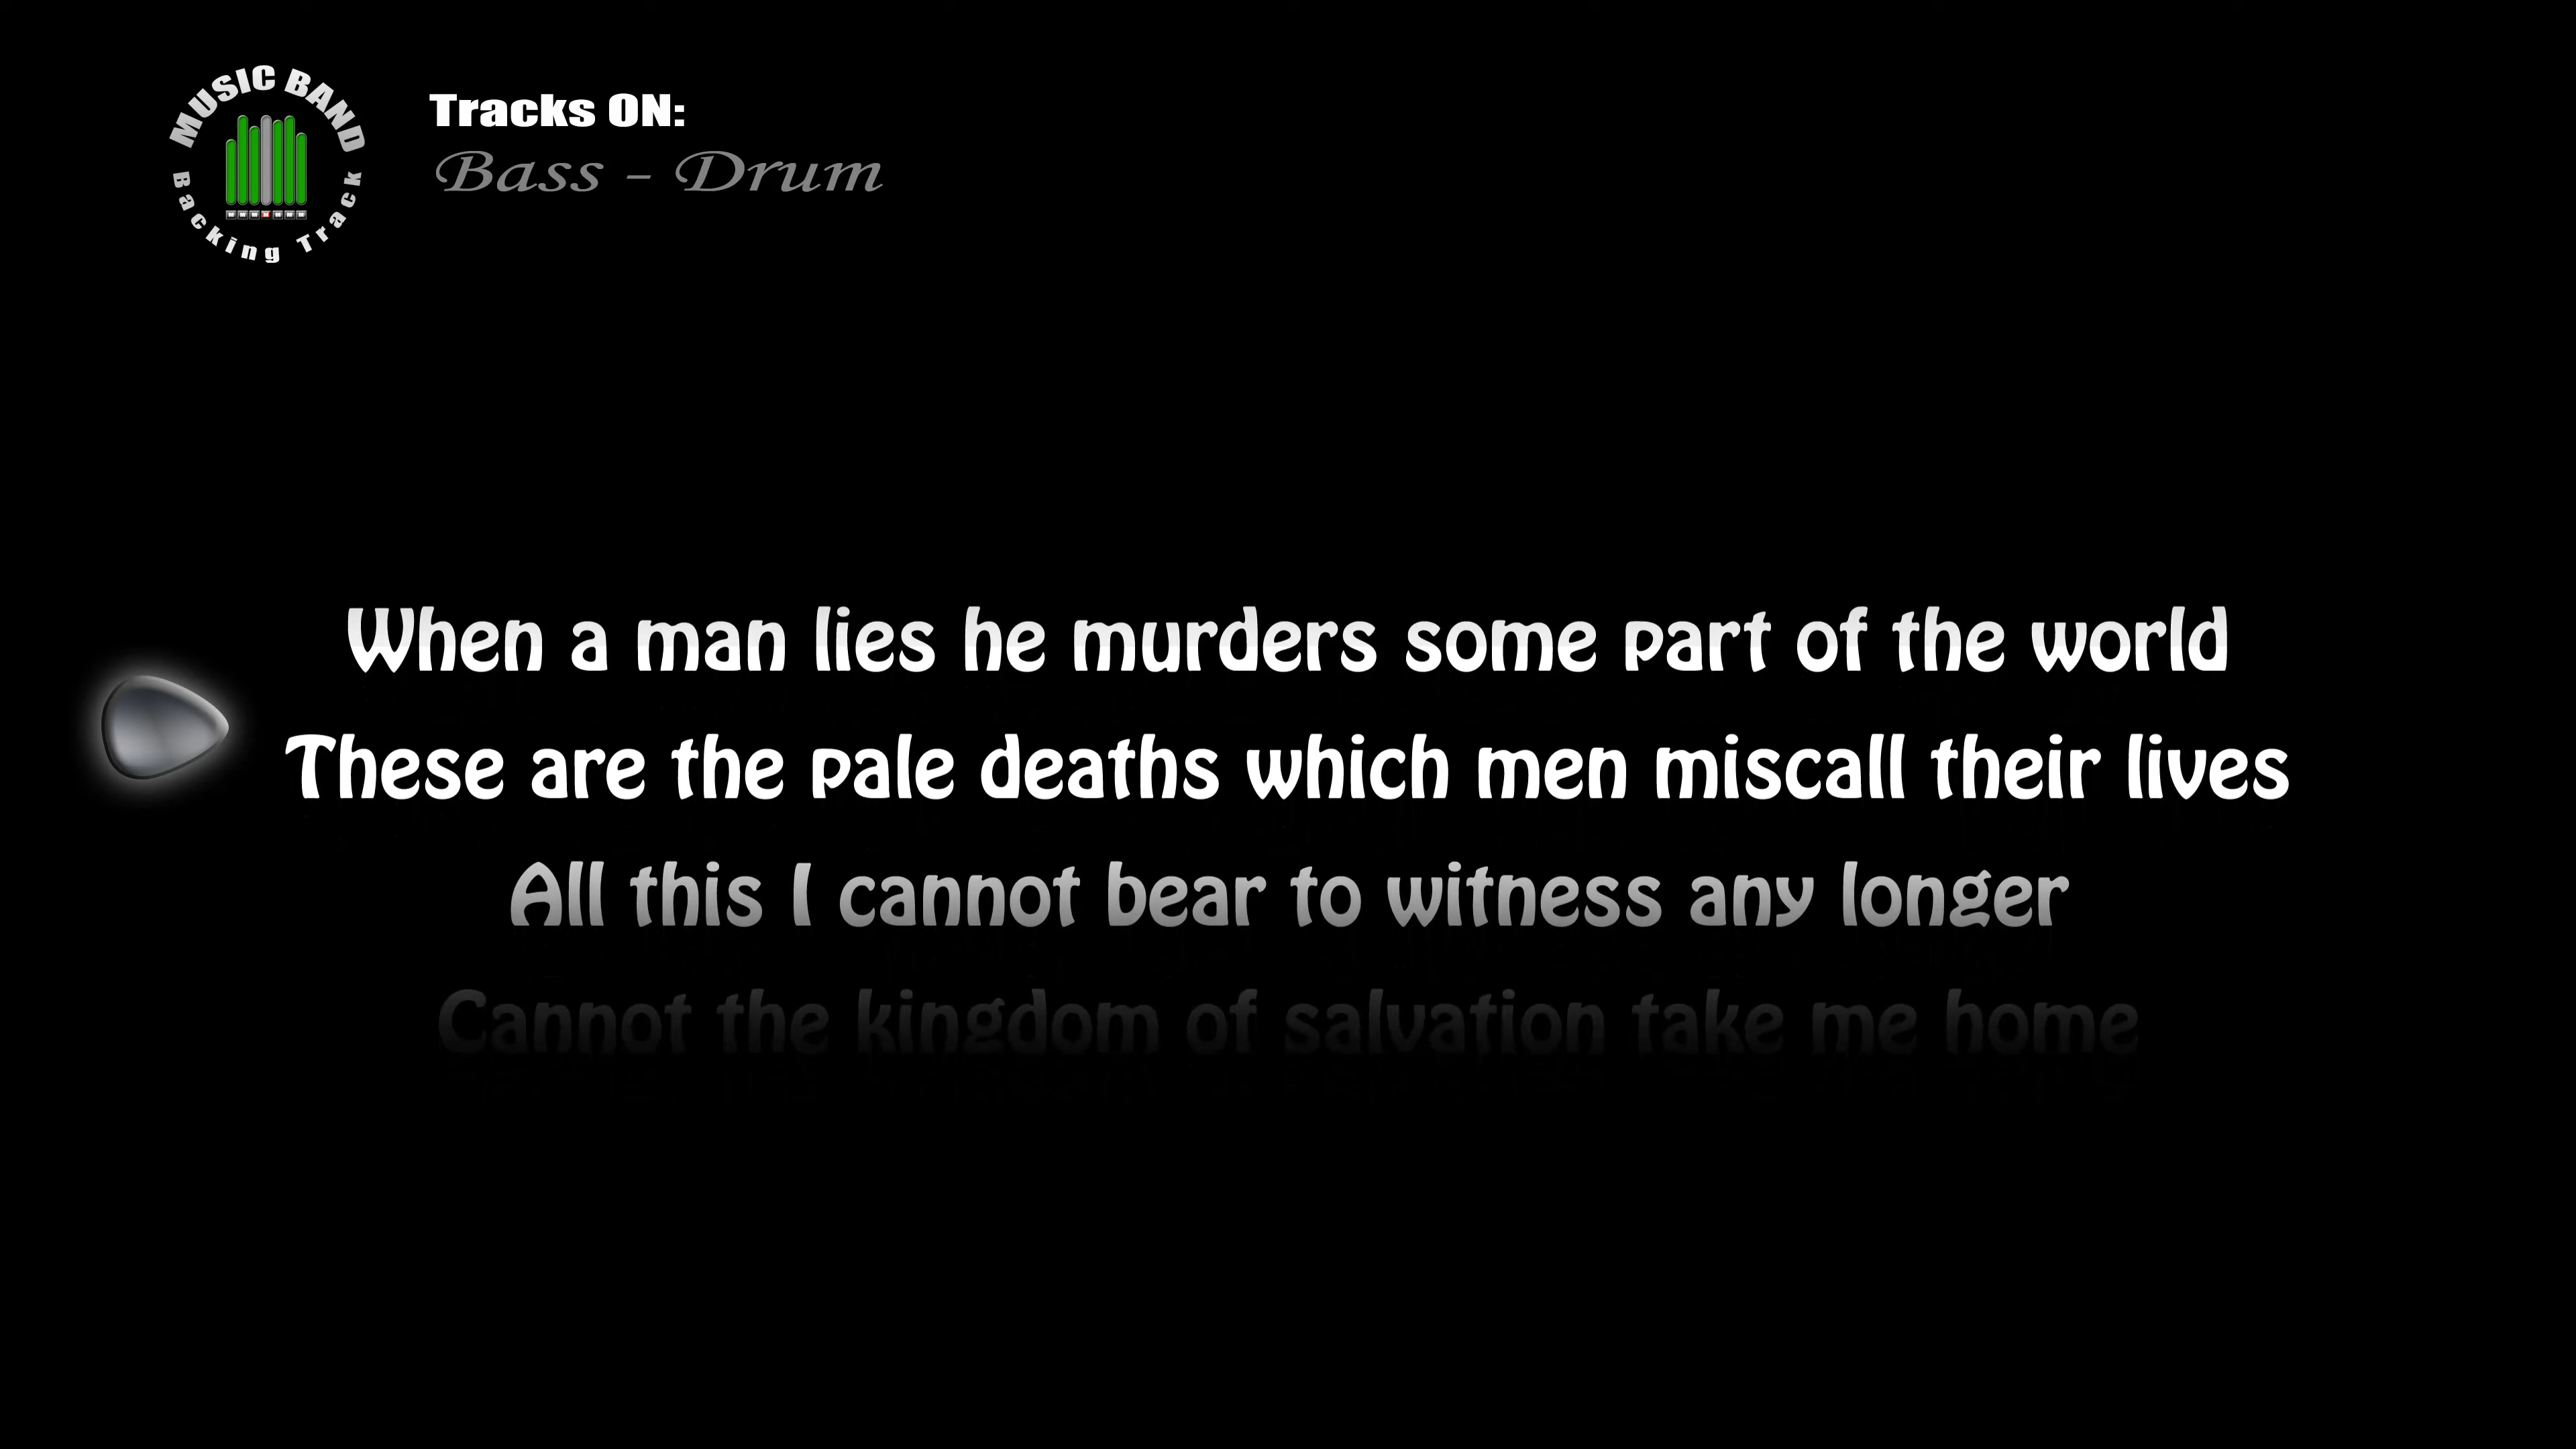 MUSIC BAND
Backing Track
Tracks ON:
Bass - Drum
When a man lies he murders some part of the world
These are the pale deaths which men miscall their lives
All this I cannot bear to witness any longer
Cannot the kingdom of salvation take me home